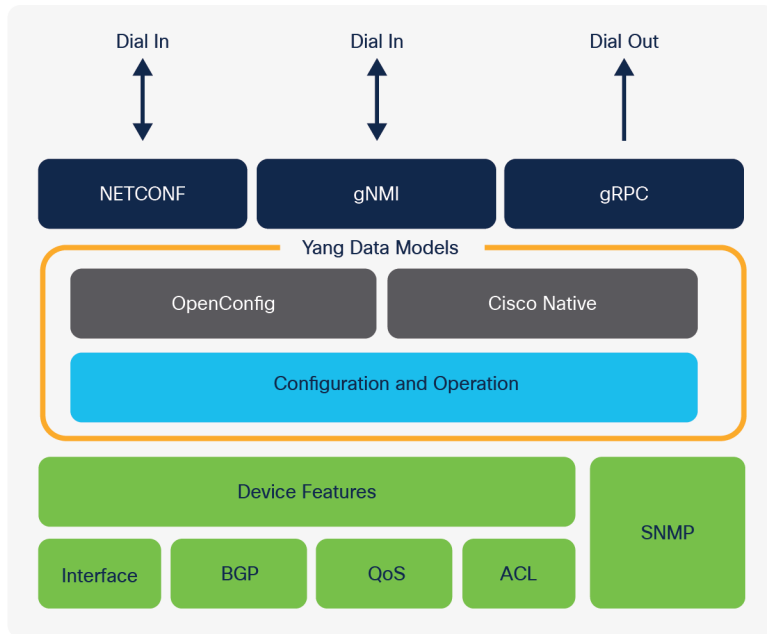 Dial In
Dial In
Dial Out
NETCONF
gNMI
gRPC
Yang Data Models
OpenConfig
Cisco Native
Configuration and Operation
Device Features
SNMP
Interface
BGP
QoS
ACL